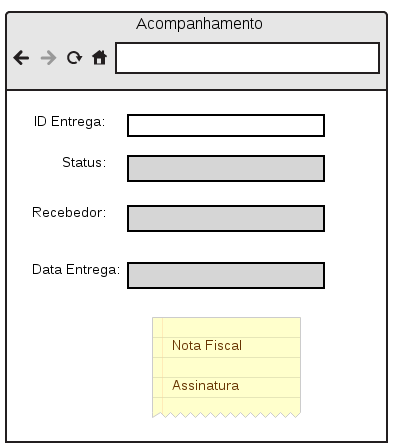 Acompanhamento
ID Entrega:
Status:
Recebedor:
Data Entrega:
Nota Fiscal
Assinatura